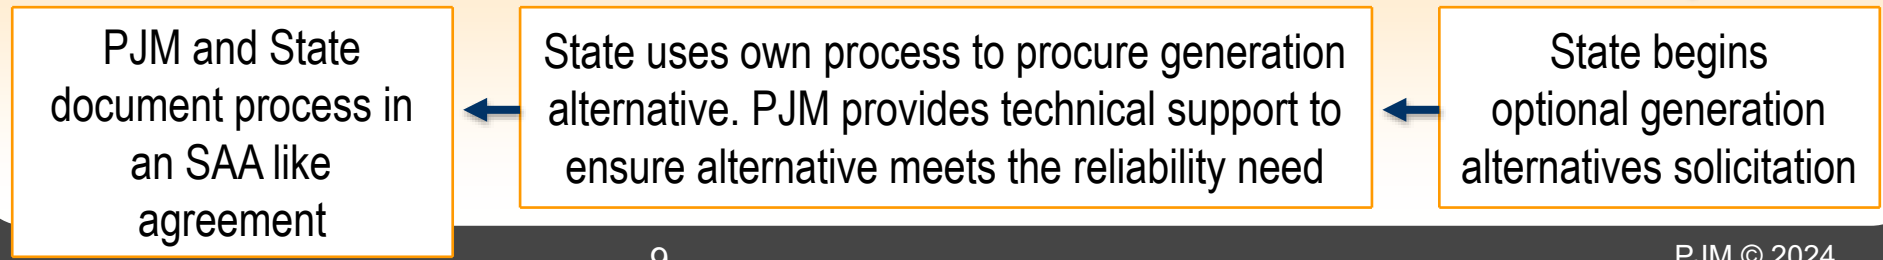 PJM and State
document process in
an SAA like
agreement
State uses own process to procure generation
alternative. PJM provides technical support to
ensure alternative meets the reliability need
State begins
optional generation
alternatives solicitation
9
PJM © 2024